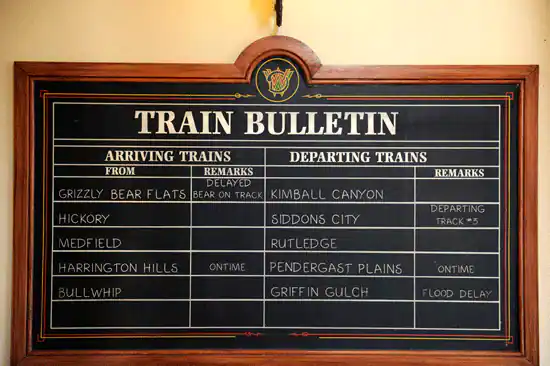 TRAIN BULLETIN
ARRIVING TRAINS DEPARTING TRAINS
FROM REMARKS REMARKS
GRIZZLY BEAR FLATS DELAYED BEAR ON TRACK KIMBALL CANYON
HICKORY SIDDONS CITY DEPARTING TRACK #3
MEDFIELD RUTLEDGE
HARRINGTON HILLS ONTIME PENDERGAST PLAINS ONTIME
BULLWHIP GRIFFIN GULCH FLOOD DELAY